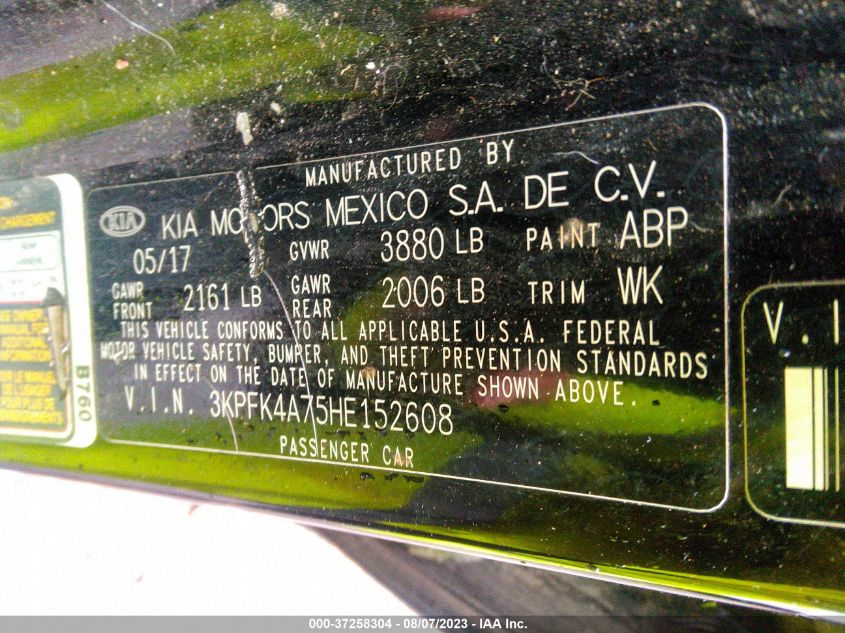 MANUFACTURED BY
KIA KIA MOTORS MEXICO S.A. DE C.V.
05/17 GVWR 3880 LB PAINT ABP
GAWR FRONT 2161 LB GAWR REAR 2006 LB TRIM WK
THIS VEHICLE CONFORMS TO ALL APPLICABLE U.S.A. FEDERAL
MOTOR VEHICLE SAFETY, BUMPER, AND THEFT PREVENTION STANDARDS
IN EFFECT ON THE DATE OF MANUFACTURE SHOWN ABOVE.
V.I.N. 3KPFK4A75HE152608
PASSENGER CAR
B760
V.I
000-37258304 - 08/07/2023 - IAA Inc.